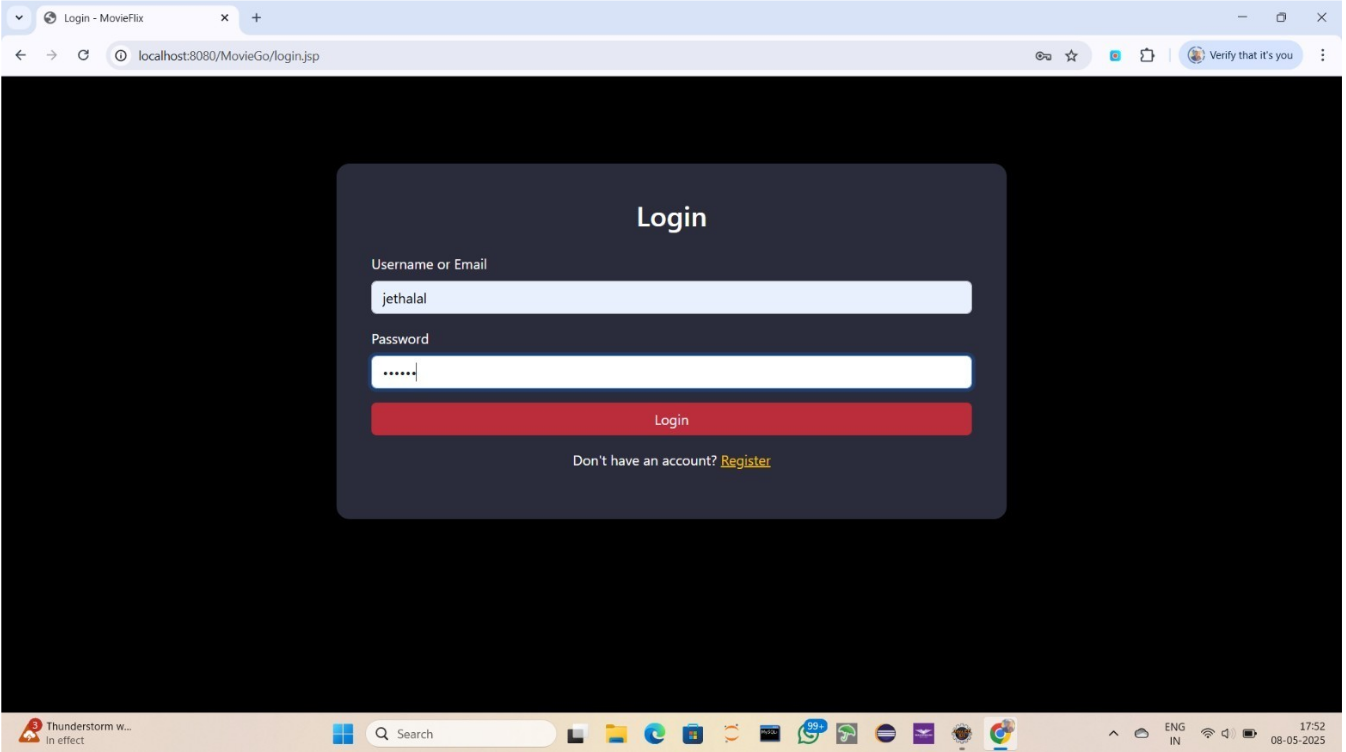 Login - MovieFlix
localhost:8080/MovieGo/login.jsp
Verify that it's you
Login
Username or Email
jethalal
Password
••••••
Login
Don't have an account? Register
3
Thunderstorm w...
In effect
Search
99+
ENG
IN
17:52
08-05-2025